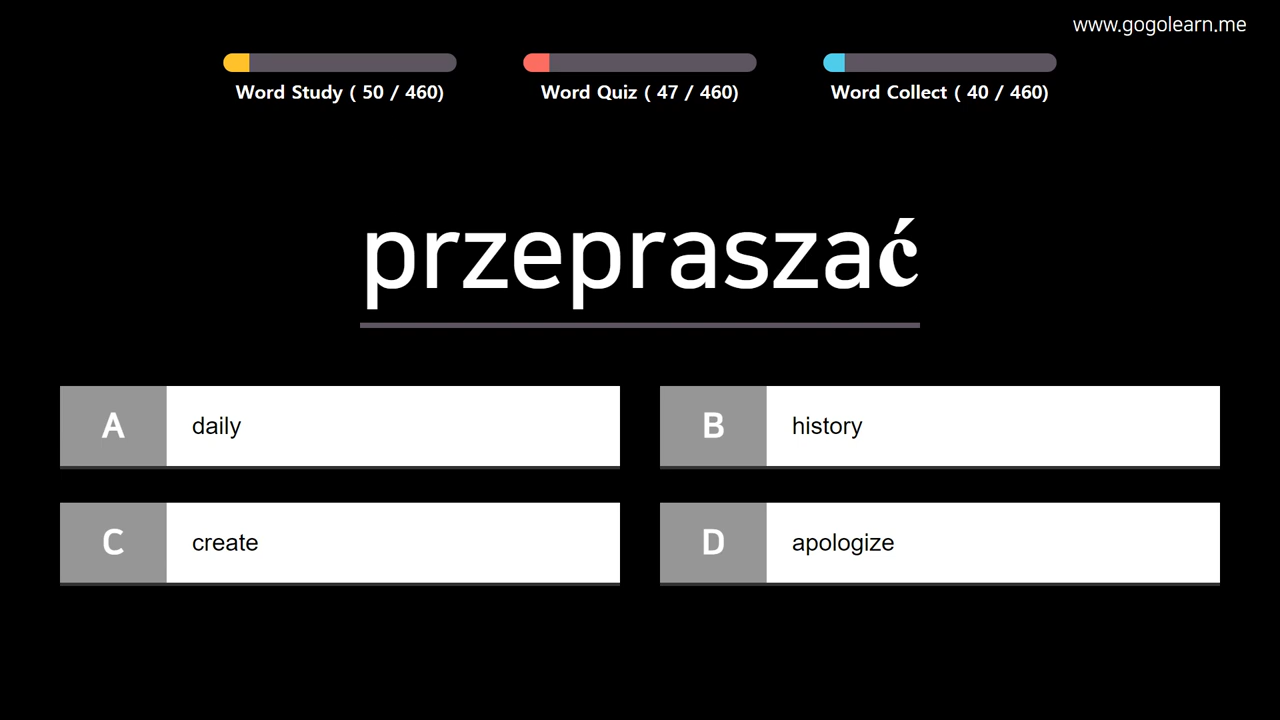 www.gogolearn.me
Word Study ( 50 / 460)
Word Quiz ( 47 / 460)
Word Collect ( 40 / 460)
przepraszać
A daily
B history
C create
D apologize